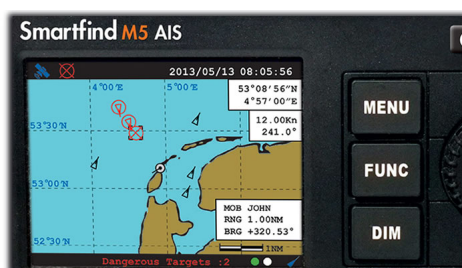 Smartfind M5 AIS
2013/05/13 08:05:56
4°00'E
5°00'E
53°08'56"N
4°57'00"E
12.00Kn
241.0°
53°30'N
53°00'N
52°30'N
MOB JOHN
RNG 1.00NM
BRG +320.53°
1NM
Dangerous Targets :2
MENU
FUNC
DIM